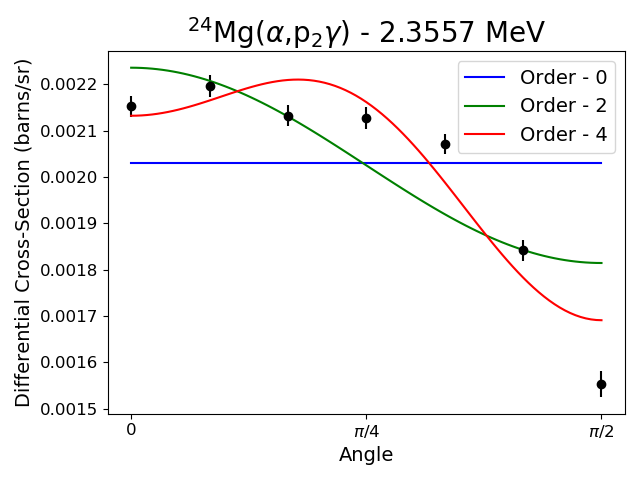 ²⁴Mg(α,p₂γ) - 2.3557 MeV
Order - 0
Order - 2
Order - 4
Differential Cross-Section (barns/sr)
0.0022
0.0021
0.0020
0.0019
0.0018
0.0017
0.0016
0.0015
0
π/4
π/2
Angle